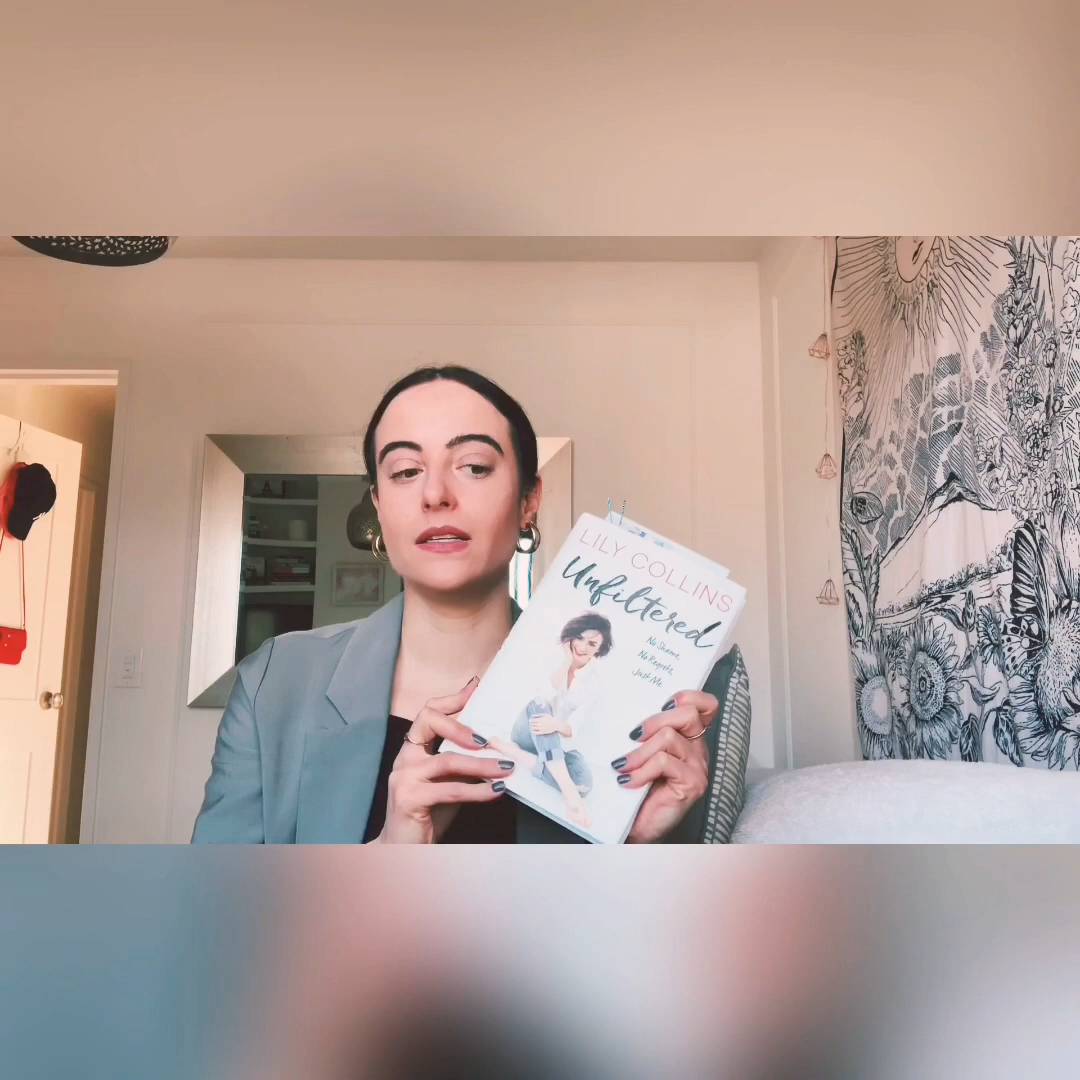 LILY COLLINS
Unfiltered
No Shame,
No Regrets,
Just Me.